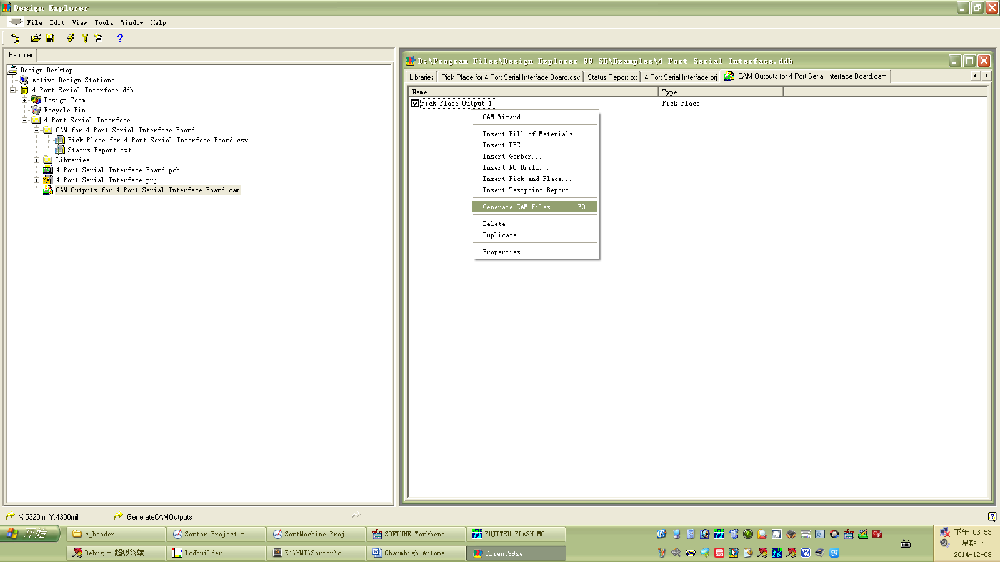 Design Explorer
File Edit View Tools Window Help
Explorer
Design Desktop
Active Design Stations
4 Port Serial Interface.ddb
Design Team
Recycle Bin
4 Port Serial Interface
CAM for 4 Port Serial Interface Board
Pick Place for 4 Port Serial Interface Board.csv
Status Report.txt
Libraries
4 Port Serial Interface Board.pcb
4 Port Serial Interface.prj
CAM Outputs for 4 Port Serial Interface Board.cam
D:\Program Files\Design Explorer 99 SE\Examples\4 Port Serial Interface.ddb
Libraries Pick Place for 4 Port Serial Interface Board.csv Status Report.txt 4 Port Serial Interface.prj CAM Outputs for 4 Port Serial Interface Board.cam
Name Type
Pick Place Output 1 Pick Place
CAM Wizard...
Insert Bill of Materials...
Insert DRC...
Insert Gerber...
Insert NC Drill...
Insert Pick and Place...
Insert Testpoint Report...
Generate CAM Files F9
Delete
Duplicate
Properties...
X:5320mil Y:4300mil GenerateCAMOutputs
开始
c_header Sortor Project -... SortMachine Proj... SOFTUNE Workbenc... FUJITSU FLASH MC...
Debug - 超级终端 lcdbuilder E:\HMI\Sortor\c_... Charmhigh Automa... Client99se
下午 03:53
星期一
2014-12-08